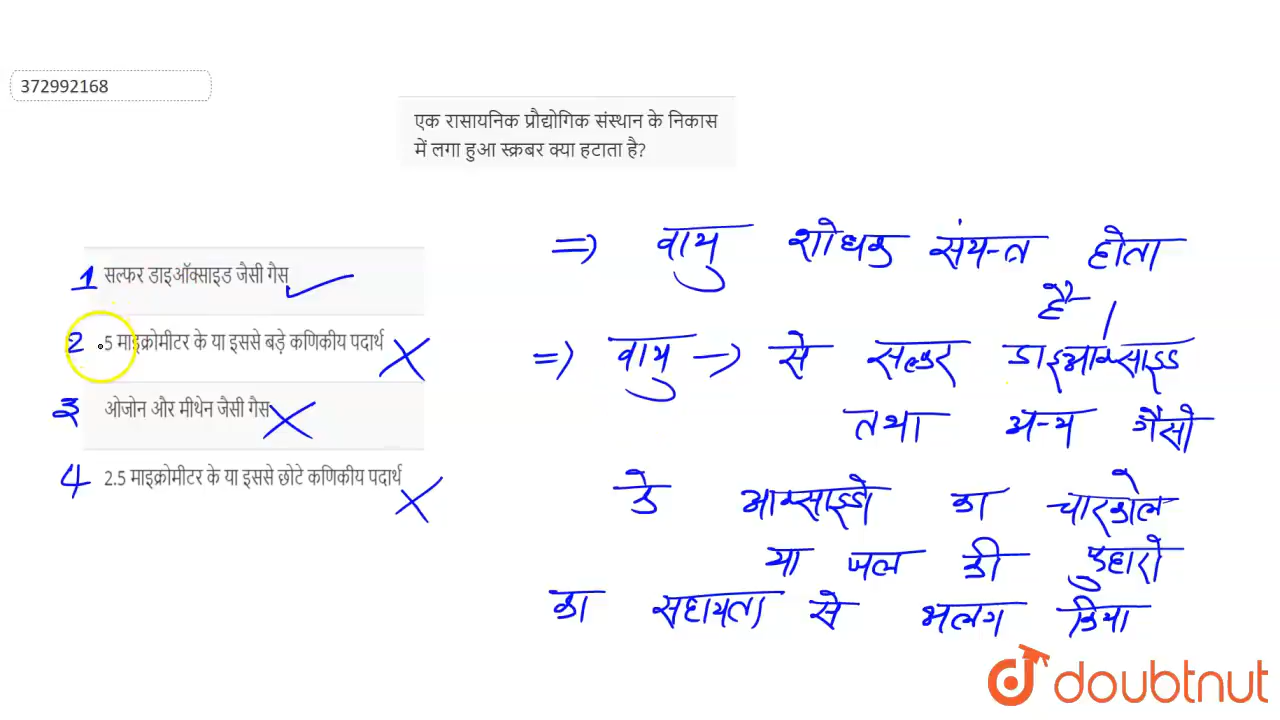 372992168
एक रासायनिक प्रौद्योगिक संस्थान के निकास
में लगा हुआ स्क्रबर क्या हटाता है?
1 सल्फर डाइऑक्साइड जैसी गैस
2 .5 माइक्रोमीटर के या इससे बड़े कणिकीय पदार्थ
3 ओजोन और मीथेन जैसी गैस
4 2.5 माइक्रोमीटर के या इससे छोटे कणिकीय पदार्थ
=> वायु शोधक संयन्त्र होता
है।
=> वायु → से सल्फर डाइआक्साइड
तथा अन्य गैसो
के आक्साइडो का चारकोल
या जल की फुहारो
का सहायता से अलग किया
doubtnut